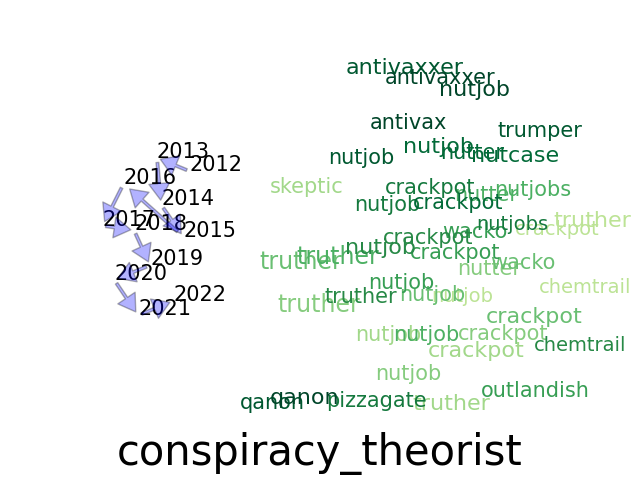 antivaxxer
antivaxxer
nutjob
antivax
trumper
nutjob
2013
nutter
nutcase
nutjob
2012
2016
skeptic
crackpot
nutjobs
nutter
2014
nutjob
crackpot
2017
2018
nutjobs
truther
2015
wacko
crackpot
crackpot
nutjob
crackpot
truther
truther
2019
nutter
wacko
2020
nutjob
chemtrail
2022
truther
nutjob
nutjob
truther
2021
crackpot
nutjob
nutjob
crackpot
crackpot
chemtrail
nutjob
outlandish
qanon
qanon
pizzagate
truther
conspiracy_theorist